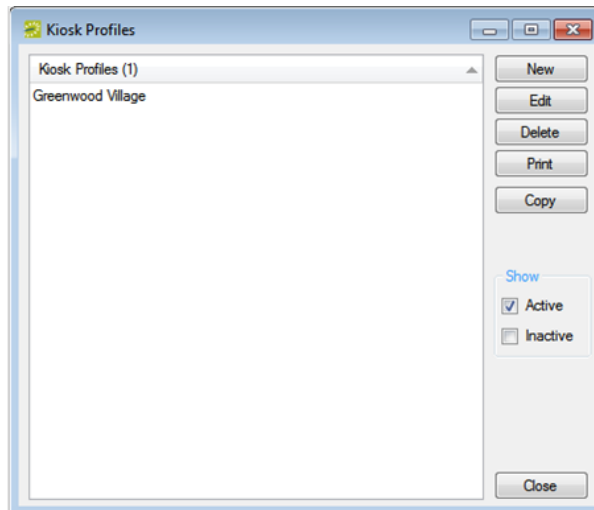 Kiosk Profiles
Kiosk Profiles (1)
Greenwood Village
New
Edit
Delete
Print
Copy
Show
Active
Inactive
Close